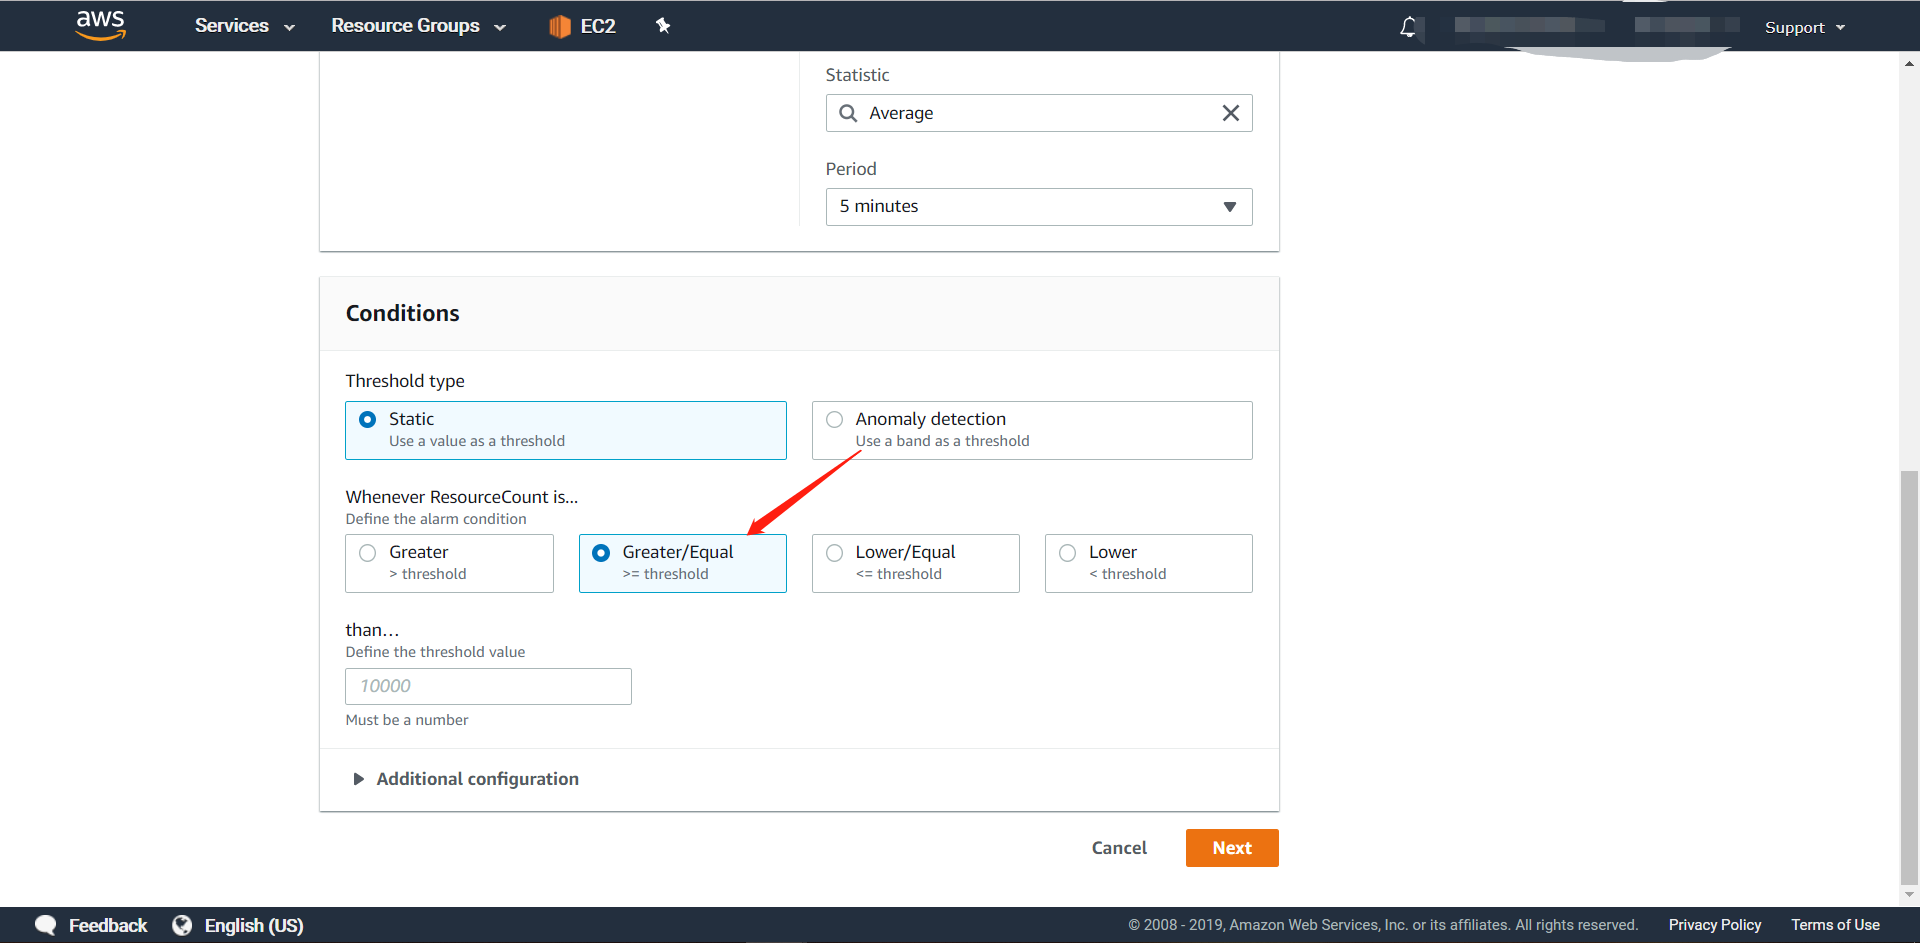 aws Services Resource Groups EC2 Support
Statistic
Average
Period
5 minutes
Conditions
Threshold type
Static
Use a value as a threshold
Anomaly detection
Use a band as a threshold
Whenever ResourceCount is...
Define the alarm condition
Greater
> threshold
Greater/Equal
>= threshold
Lower/Equal
<= threshold
Lower
< threshold
than...
Define the threshold value
10000
Must be a number
Additional configuration
Cancel Next
Feedback English (US) © 2008 - 2019, Amazon Web Services, Inc. or its affiliates. All rights reserved. Privacy Policy Terms of Use